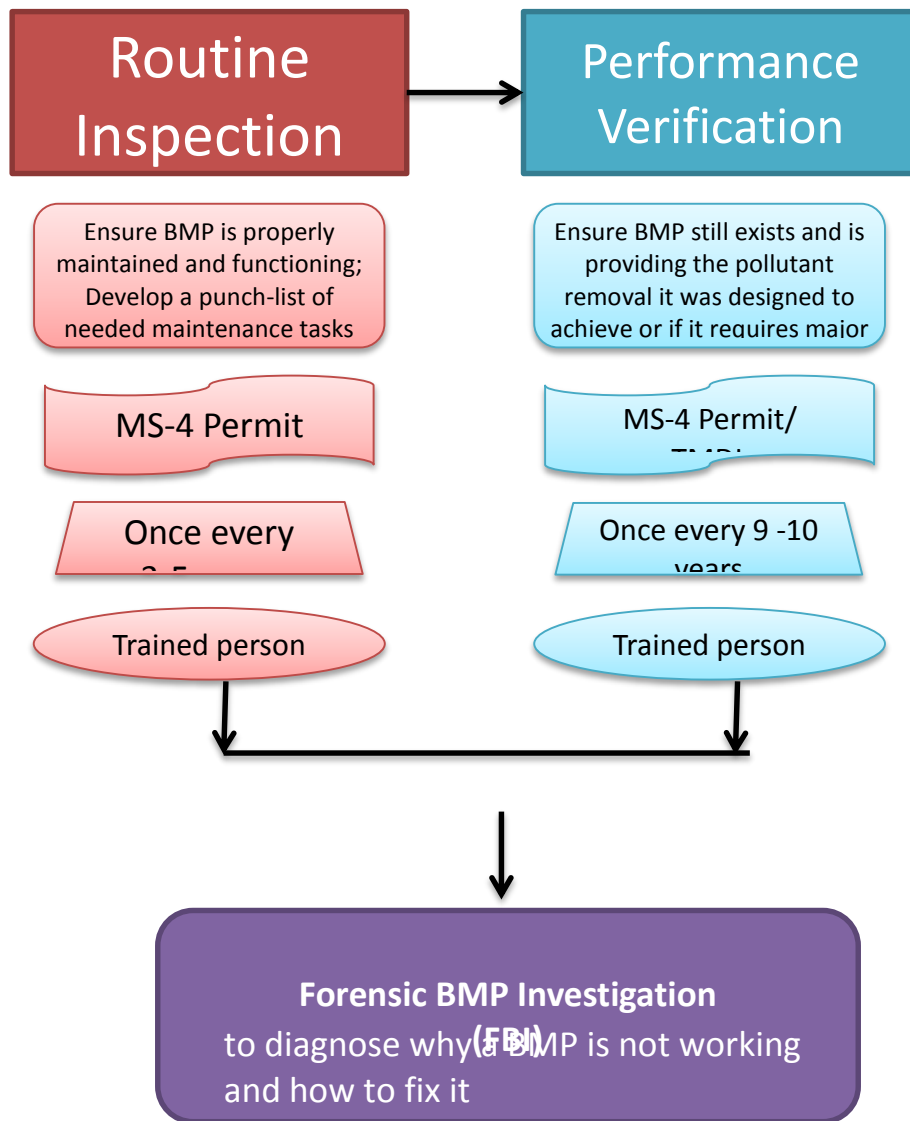 Routine
Inspection
Performance
Verification
Ensure BMP is properly
maintained and functioning;
Develop a punch-list of
needed maintenance tasks
Ensure BMP still exists and is
providing the pollutant
removal it was designed to
achieve or if it requires major
MS-4 Permit
MS-4 Permit/
Once every
Once every 9 -10
years
Trained person
Trained person
Forensic BMP Investigation
(FBI)
to diagnose why a BMP is not working
and how to fix it